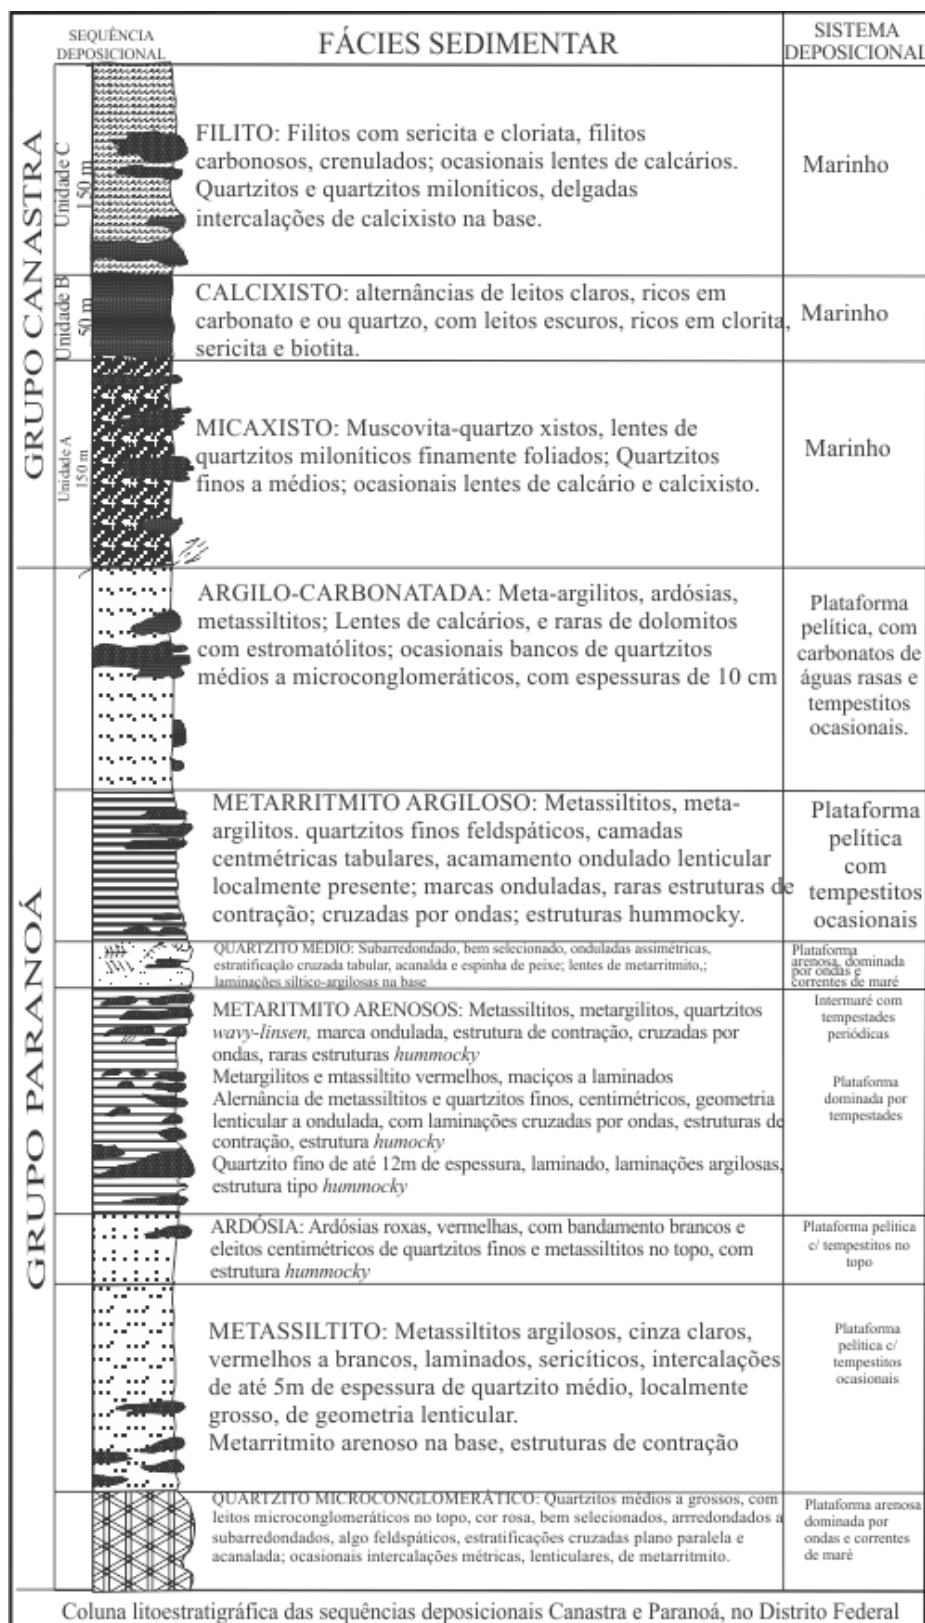 SEQUÊNCIA
DEPOSICIONAL
FÁCIES SEDIMENTAR
SISTEMA
DEPOSICIONAL
GRUPO CANASTRA
Unidade C
150 m
FILITO: Filitos com sericita e cloriata, filitos
carbonosos, crenulados; ocasionais lentes de calcários.
Quartzitos e quartzitos miloníticos, delgadas
intercalações de calcixisto na base.
Marinho
Unidade B
50 m
CALCIXISTO: alternâncias de leitos claros, ricos em
carbonato e ou quartzo, com leitos escuros, ricos em clorita,
sericita e biotita.
Marinho
Unidade A
150 m
MICAXISTO: Muscovita-quartzo xistos, lentes de
quartzitos miloníticos finamente foliados; Quartzitos
finos a médios; ocasionais lentes de calcário e calcixisto.
Marinho
GRUPO PARANOÁ
ARGILO-CARBONATADA: Meta-argilitos, ardósias,
metassiltitos; Lentes de calcários, e raras de dolomitos
com estromatólitos; ocasionais bancos de quartzitos
médios a microconglomeráticos, com espessuras de 10 cm
Plataforma
pelítica, com
carbonatos de
águas rasas e
tempestitos
ocasionais.
METARRITMITO ARGILOSO: Metassiltitos, meta-
argilitos. quartzitos finos feldspáticos, camadas
centmétricas tabulares, acamamento ondulado lenticular
localmente presente; marcas onduladas, raras estruturas de
contração; cruzadas por ondas; estruturas hummocky.
Plataforma
pelítica
com
tempestitos
ocasionais
QUARTZITO MÉDIO: Subarredondado, bem selecionado, onduladas assimétricas,
estratificação cruzada tabular, acanalda e espinha de peixe; lentes de metarritmito,;
laminações síltico-argilosas na base
Plataforma
arenosa, dominada
por ondas e
correntes de maré
METARITMITO ARENOSOS: Metassiltitos, metargilitos, quartzitos
wavy-linsen, marca ondulada, estrutura de contração, cruzadas por
ondas, raras estruturas hummocky
Metargilitos e mtassiltito vermelhos, maciços a laminados
Alernância de metassiltitos e quartzitos finos, centimétricos, geometria
lenticular a ondulada, com laminações cruzadas por ondas, estruturas de
contração, estrutura humocky
Quartzito fino de até 12m de espessura, laminado, laminações argilosas,
estrutura tipo hummocky
Intermaré com
tempestades
periódicas
Plataforma
dominada por
tempestades
ARDÓSIA: Ardósias roxas, vermelhas, com bandamento brancos e
eleitos centimétricos de quartzitos finos e metassiltitos no topo, com
estrutura hummocky
Plataforma pelítica
c/ tempestitos no
topo
METASSILTITO: Metassiltitos argilosos, cinza claros,
vermelhos a brancos, laminados, sericíticos, intercalações
de até 5m de espessura de quartzito médio, localmente
grosso, de geometria lenticular.
Metarritmito arenoso na base, estruturas de contração
Plataforma
pelítica c/
tempestitos
ocasionais
QUARTZITO MICROCONGLOMERÁTICO: Quartzitos médios a grossos, com
leitos microconglomeráticos no topo, cor rosa, bem selecionados, arrredondados a
subarredondados, algo feldspáticos, estratificações cruzadas plano paralela e
acanalada; ocasionais intercalações métricas, lenticulares, de metarritmito.
Plataforma arenosa
dominada por
ondas e correntes
de maré
Coluna litoestratigráfica das sequências deposicionais Canastra e Paranoá, no Distrito Federal